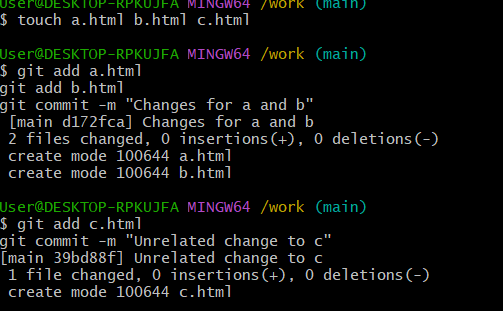 User@DESKTOP-RPKUJFA MINGW64 /work (main)
$ touch a.html b.html c.html
User@DESKTOP-RPKUJFA MINGW64 /work (main)
$ git add a.html
git add b.html
git commit -m "Changes for a and b"
[main d172fca] Changes for a and b
2 files changed, 0 insertions(+), 0 deletions(-)
create mode 100644 a.html
create mode 100644 b.html
User@DESKTOP-RPKUJFA MINGW64 /work (main)
$ git add c.html
git commit -m "Unrelated change to c"
[main 39bd88f] Unrelated change to c
1 file changed, 0 insertions(+), 0 deletions(-)
create mode 100644 c.html